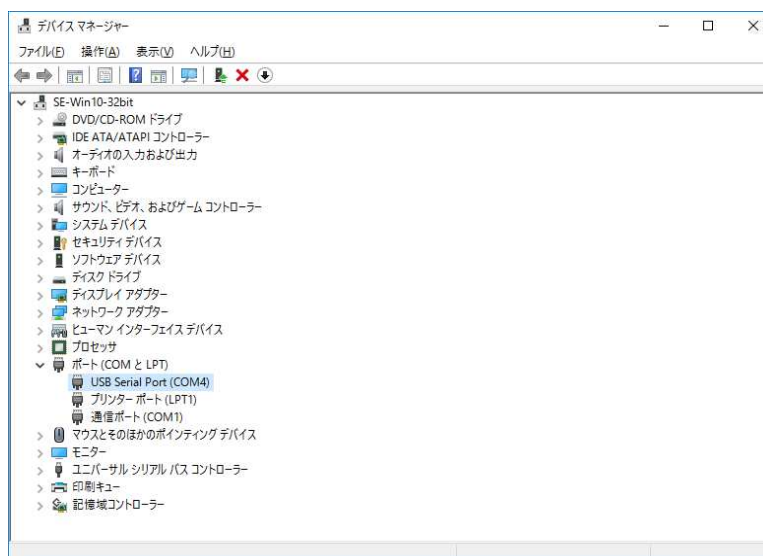 デバイス マネージャー
ファイル(F) 操作(A) 表示(V) ヘルプ(H)
SE-Win10-32bit
DVD/CD-ROM ドライブ
IDE ATA/ATAPI コントローラー
オーディオの入力および出力
キーボード
コンピューター
サウンド、ビデオ、およびゲーム コントローラー
システム デバイス
セキュリティ デバイス
ソフトウェア デバイス
ディスク ドライブ
ディスプレイ アダプター
ネットワーク アダプター
ヒューマン インターフェイス デバイス
プロセッサ
ポート (COM と LPT)
USB Serial Port (COM4)
プリンター ポート (LPT1)
通信ポート (COM1)
マウスとそのほかのポインティング デバイス
モニター
ユニバーサル シリアル バス コントローラー
印刷キュー
記憶域コントローラー